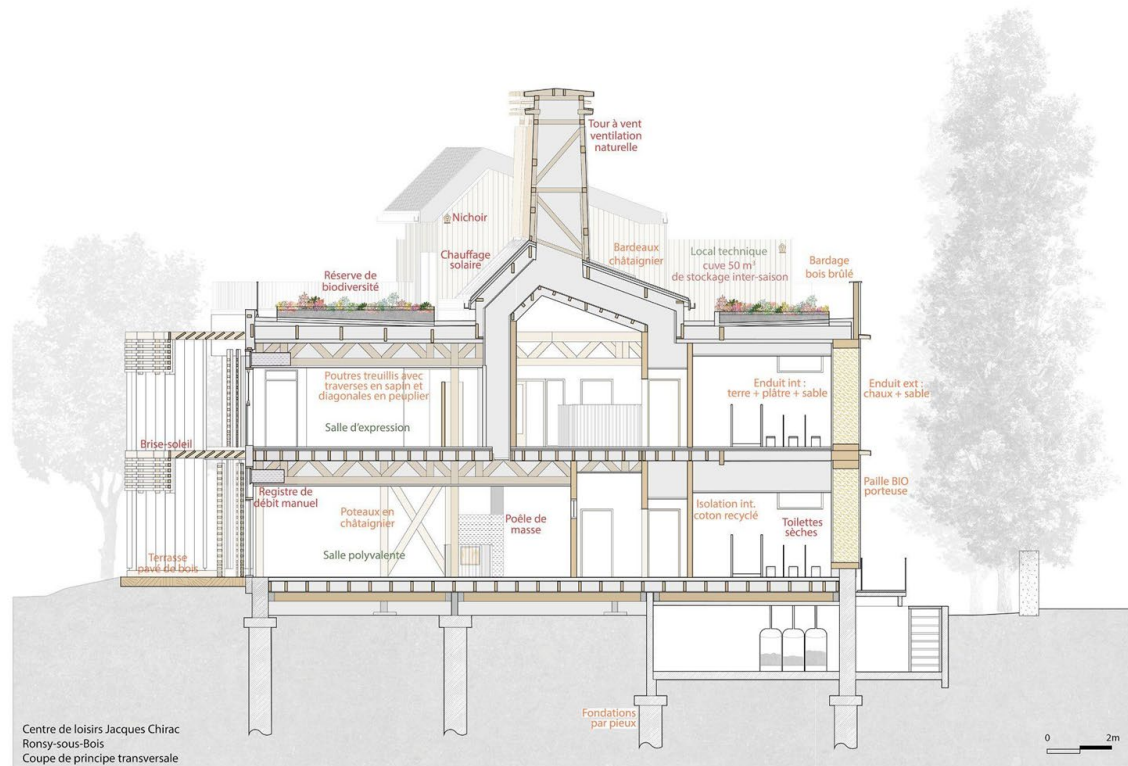 Tour à vent
ventilation
naturelle
Nichoir
Chauffage
solaire
Bardeaux
châtaignier
Local technique
cuve 50 m³
de stockage inter-saison
Bardage
bois brûlé
Réserve de
biodiversité
Poutres treuillis avec
traverses en sapin et
diagonales en peuplier
Enduit int :
terre + plâtre + sable
Enduit ext :
chaux + sable
Salle d'expression
Brise-soleil
Registre de
débit manuel
Poteaux en
châtaignier
Poêle de
masse
Isolation int.
coton recyclé
Paille BIO
porteuse
Toilettes
sèches
Salle polyvalente
Terrasse
pavé de bois
Fondations
par pieux
Centre de loisirs Jacques Chirac
Ronsy-sous-Bois
Coupe de principe transversale
0 2m